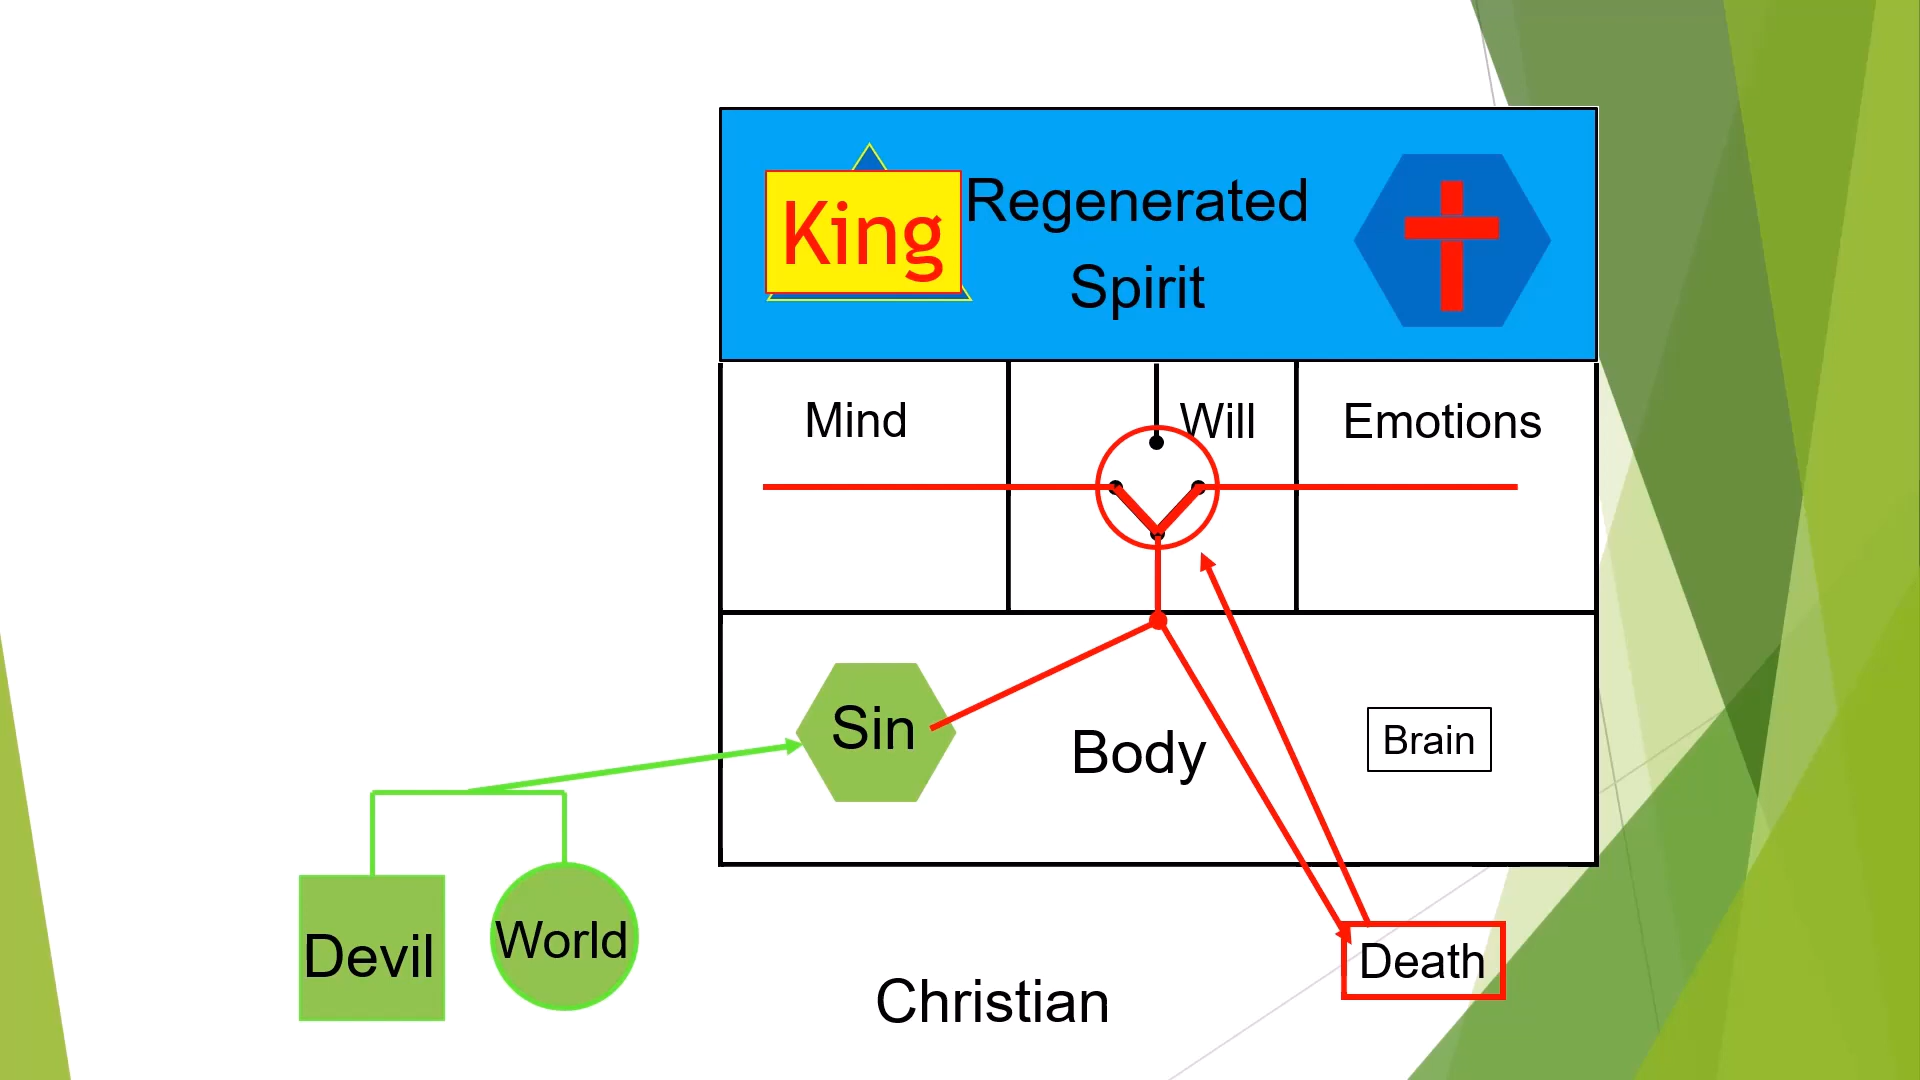 King
Regenerated
Spirit
Mind
Will
Emotions
Sin
Body
Brain
Devil
World
Death
Christian